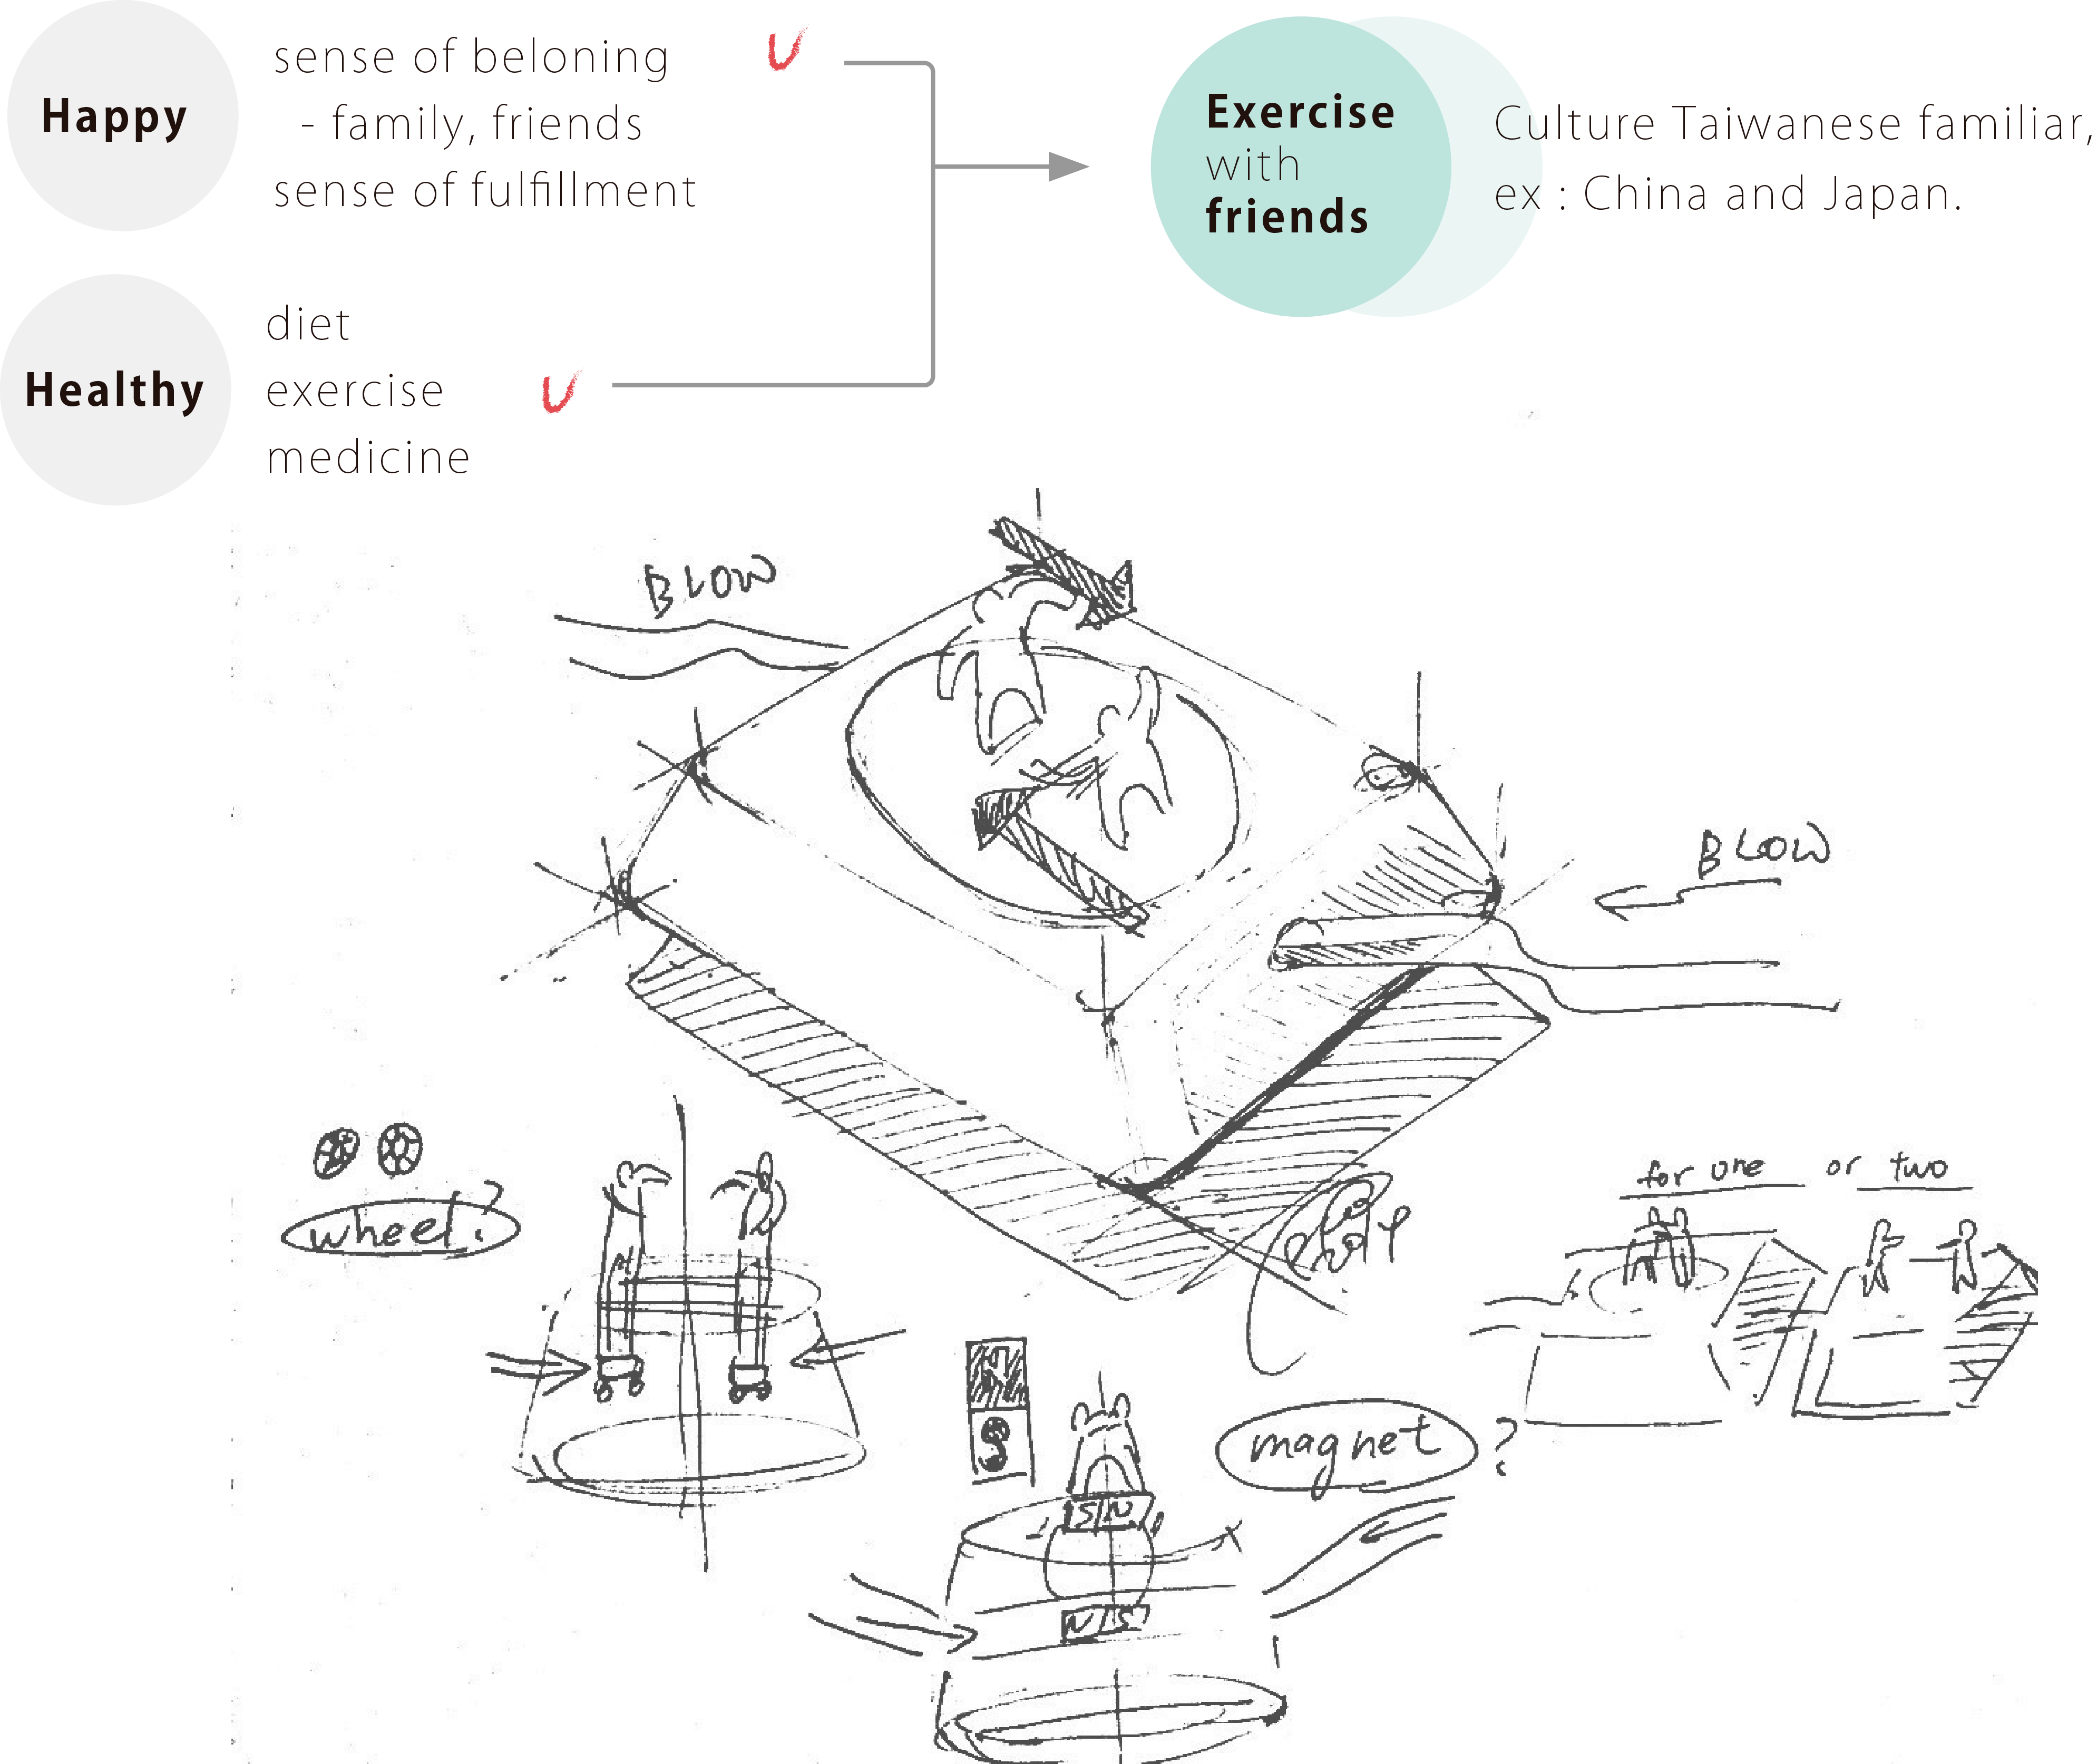 Happy
sense of beloning
- family, friends
sense of fulfillment
Healthy
diet
exercise
medicine
Exercise
with
friends
Culture Taiwanese familiar,
ex : China and Japan.
BLOW
BLOW
wheel?
for one or two
N
S
magnet?
S/N
N/S